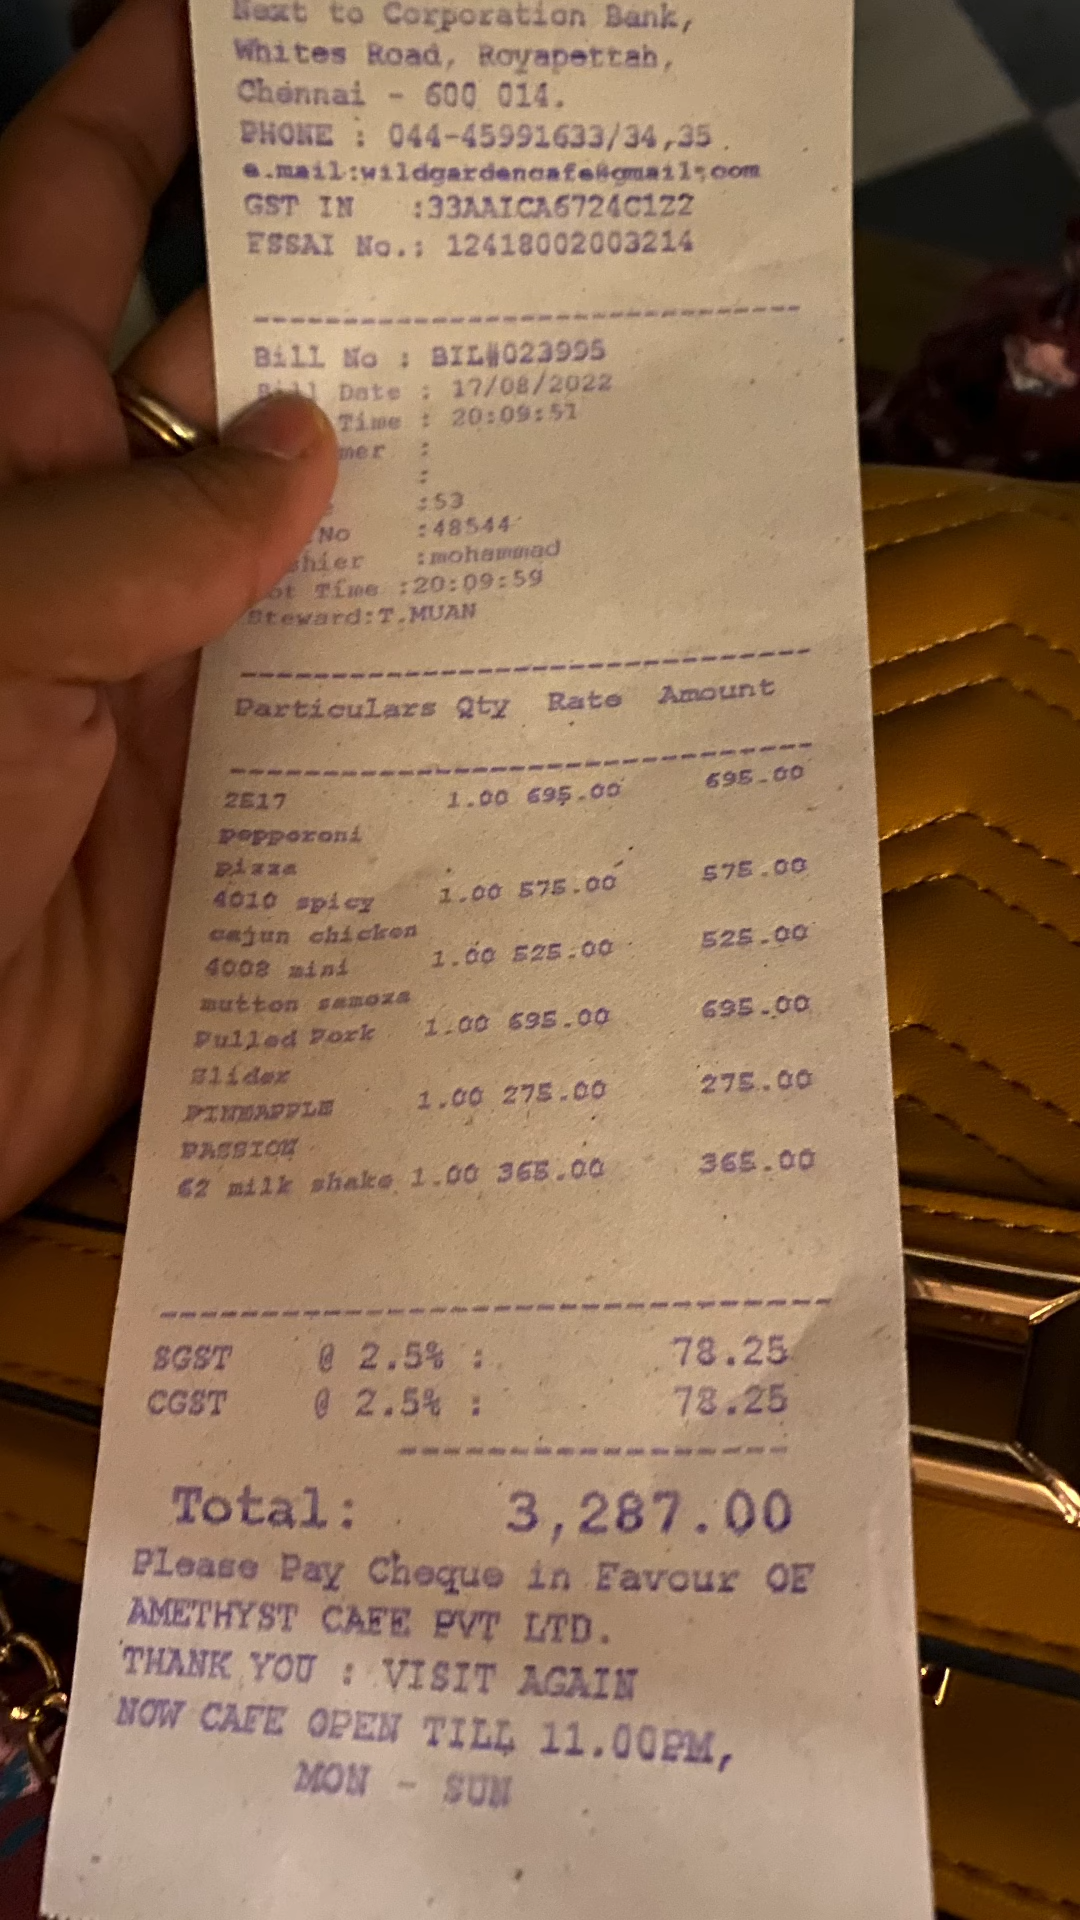 Next to Corporation Bank,
Whites Road, Royapettah,
Chennai - 600 014.
PHONE : 044-45991633/34,35.
e.mail:wildgardencafe@gmail.com
GST IN :33AAICA6724C1ZZ
FSSAI No.: 12418002003214
Bill No : BIL#023995
Bill Date : 17/08/2022
Time : 20:09:51
mer :
:
:53
No :48544
shier :mohammad
ot Time :20:09:59
Steward:T.MUAN
Particulars Qty Rate Amount
2517 1.00 695.00 695.00
pepporoni
pizza
4010 spicy 1.00 575.00 575.00
cajun chicken
4008 mini 1.00 525.00 525.00
mutton samoza
Pulled Pork 1.00 695.00 695.00
Slider
PINEAPPLE 1.00 275.00 275.00
PASSION
62 milk shake 1.00 365.00 365.00
SGST @ 2.5% : 78.25
CGST @ 2.5% : 78.25
Total: 3,287.00
Please Pay Cheque in Favour OF
AMETHYST CAFE PVT LTD.
THANK YOU : VISIT AGAIN
NOW CAFE OPEN TILL 11.00PM,
MON - SUN